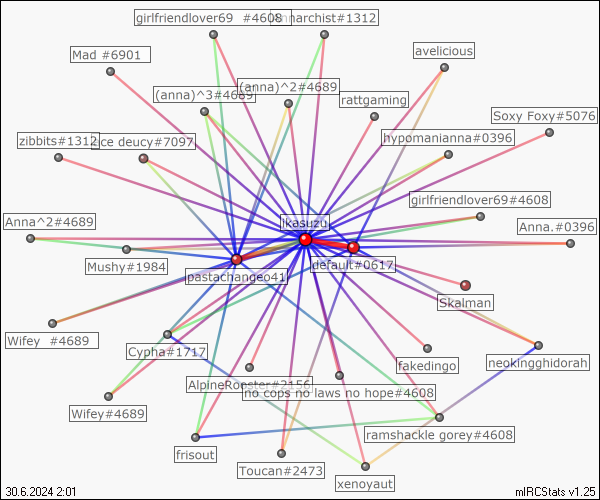 girlfriendlover69 #4608
narchist#1312
avelicious
Mad #6901
(anna)^3#4689
(anna)^2#4689
rattgaming
Soxy Foxy#5076
zibbits#1312
ce deucy#7097
hypomanianna#0396
girlfriendlover69#4608
Anna^2#4689
ikasuzu
Anna.#0396
Mushy#1984
pastachange041
default#0617
Skalman
Wifey #4689
Cypha#1717
fakedingo
neokingghidorah
AlpineRooster#2156
no cops no laws no hope#4608
Wifey#4689
ramshackle gorey#4608
frisout
Toucan#2473
xenoyaut
30.6.2024 2:01
mIRCStats v1.25